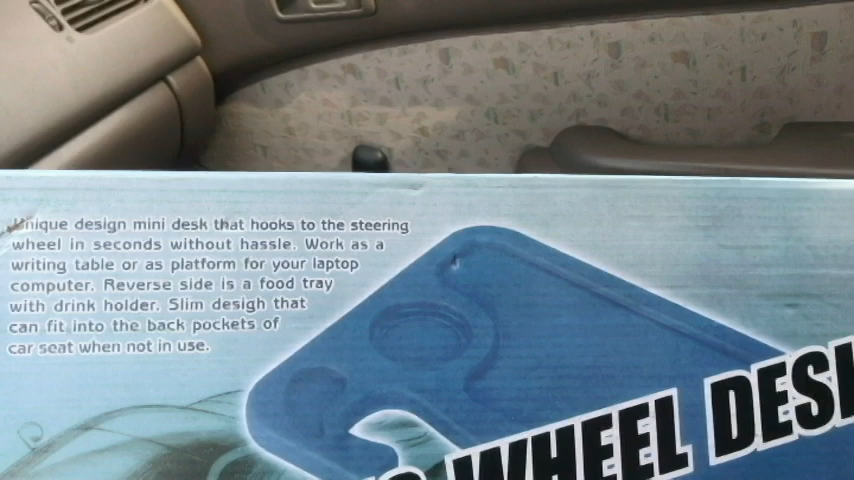 Unique design mini desk that hooks to the steering
wheel in seconds without hassle. Work as a
writing table or as platform for your laptop
computer. Reverse side is a food tray
with drink holder. Slim desigh that
can fit into the back pockets of
car seat when not in use.
WHEEL DESK